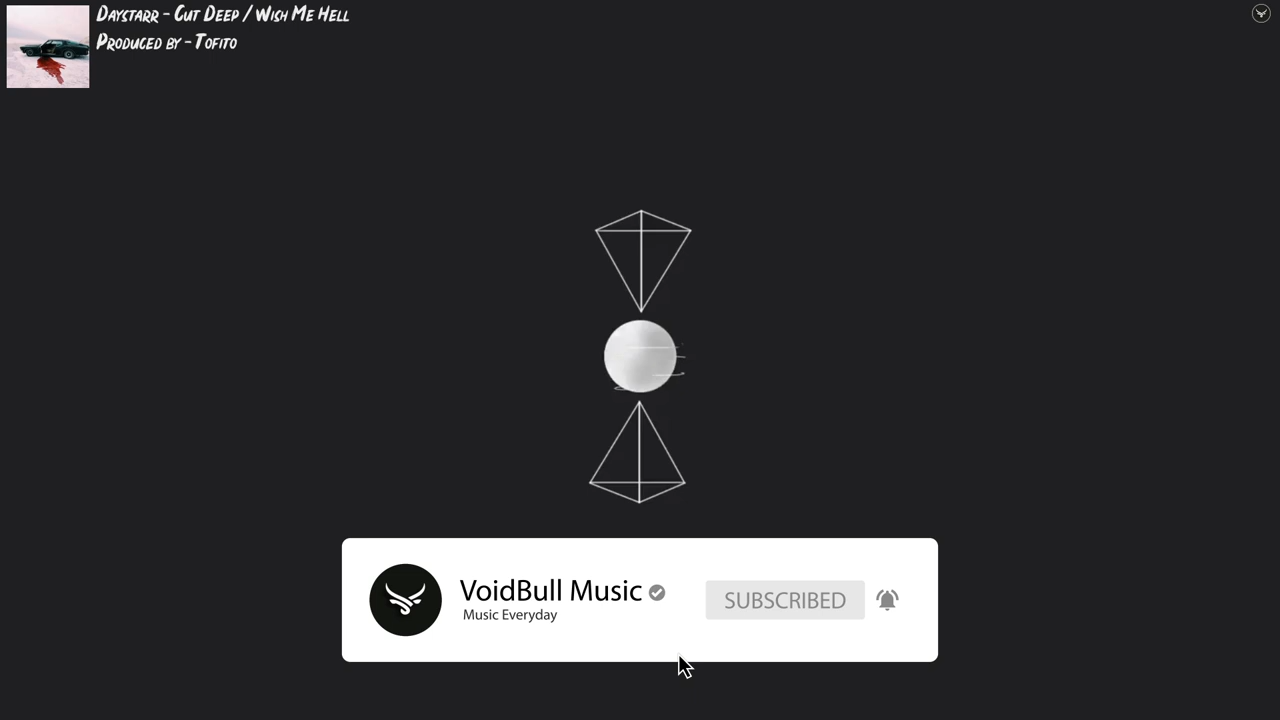 Daystarr - Cut Deep / Wish Me Hell
Produced by - Tofito
VoidBull Music
Music Everyday
SUBSCRIBED